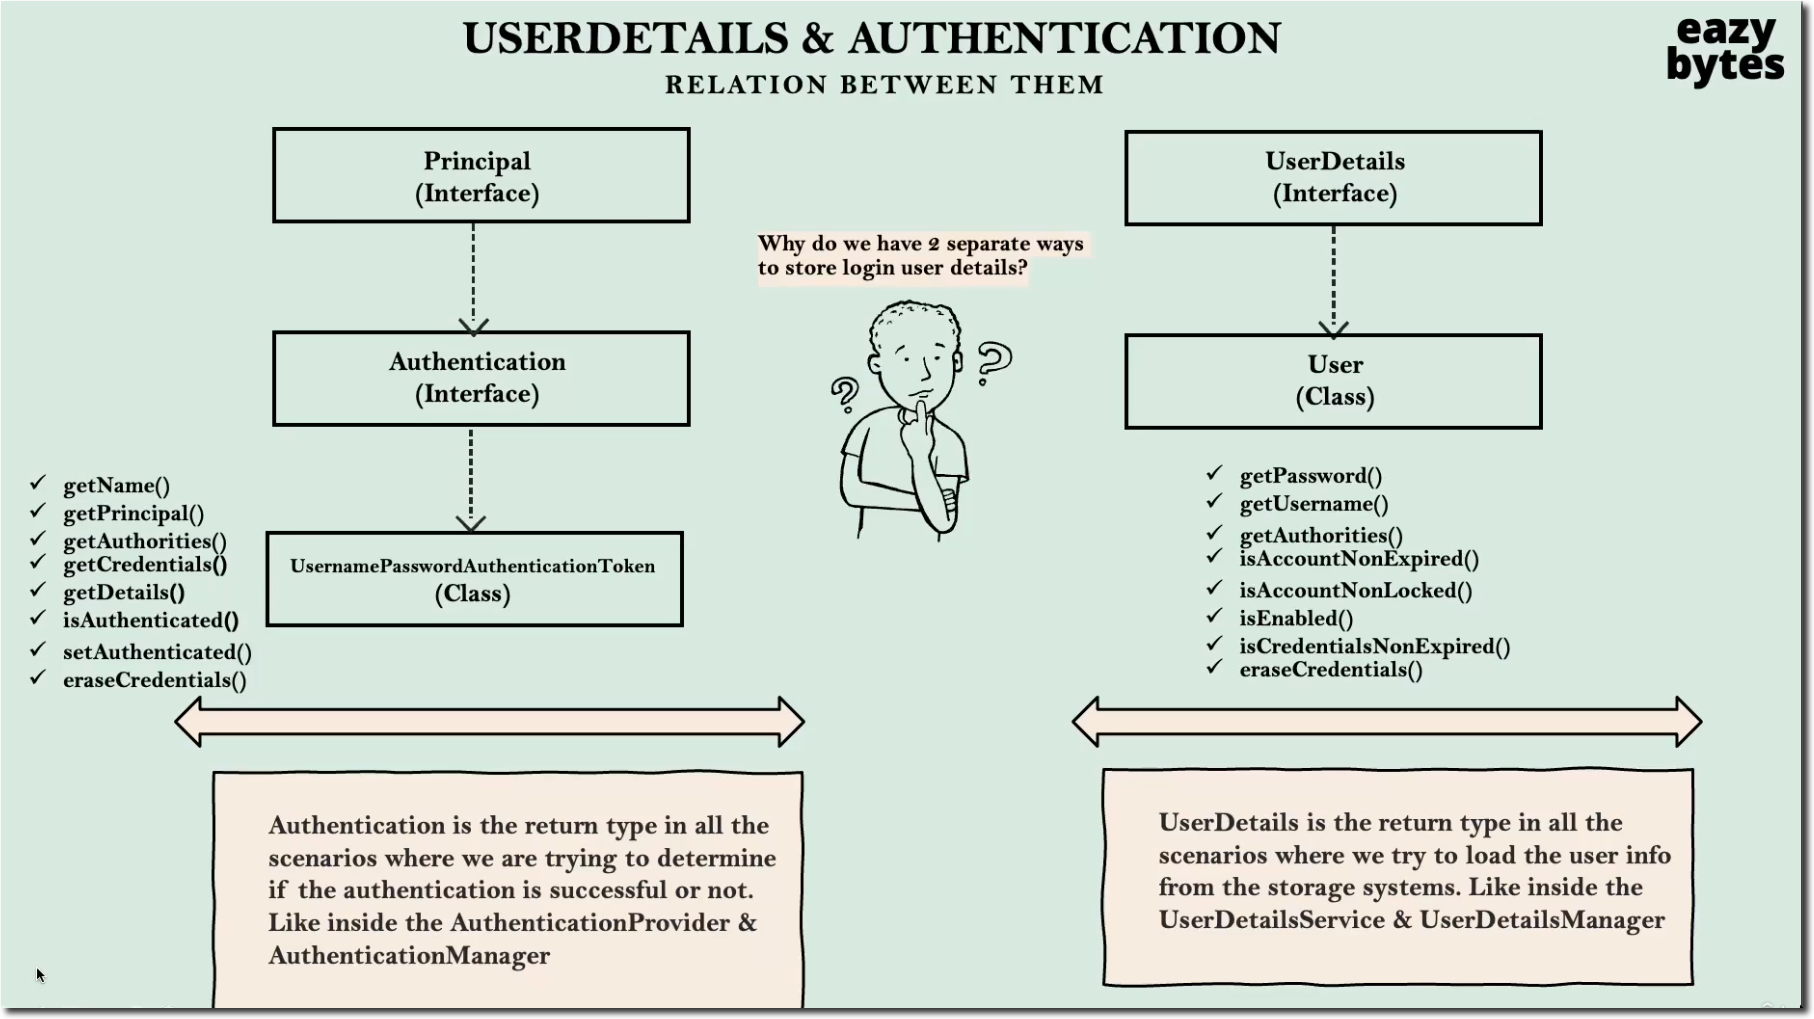 USERDETAILS & AUTHENTICATION
RELATION BETWEEN THEM
eazy
bytes
Principal
(Interface)
Authentication
(Interface)
UsernamePasswordAuthenticationToken
(Class)
✓ getName()
✓ getPrincipal()
✓ getAuthorities()
✓ getCredentials()
✓ getDetails()
✓ isAuthenticated()
✓ setAuthenticated()
✓ eraseCredentials()
Why do we have 2 separate ways
to store login user details?
? ?
UserDetails
(Interface)
User
(Class)
✓ getPassword()
✓ getUsername()
✓ getAuthorities()
✓ isAccountNonExpired()
✓ isAccountNonLocked()
✓ isEnabled()
✓ isCredentialsNonExpired()
✓ eraseCredentials()
Authentication is the return type in all the
scenarios where we are trying to determine
if the authentication is successful or not.
Like inside the AuthenticationProvider &
AuthenticationManager
UserDetails is the return type in all the
scenarios where we try to load the user info
from the storage systems. Like inside the
UserDetailsService & UserDetailsManager